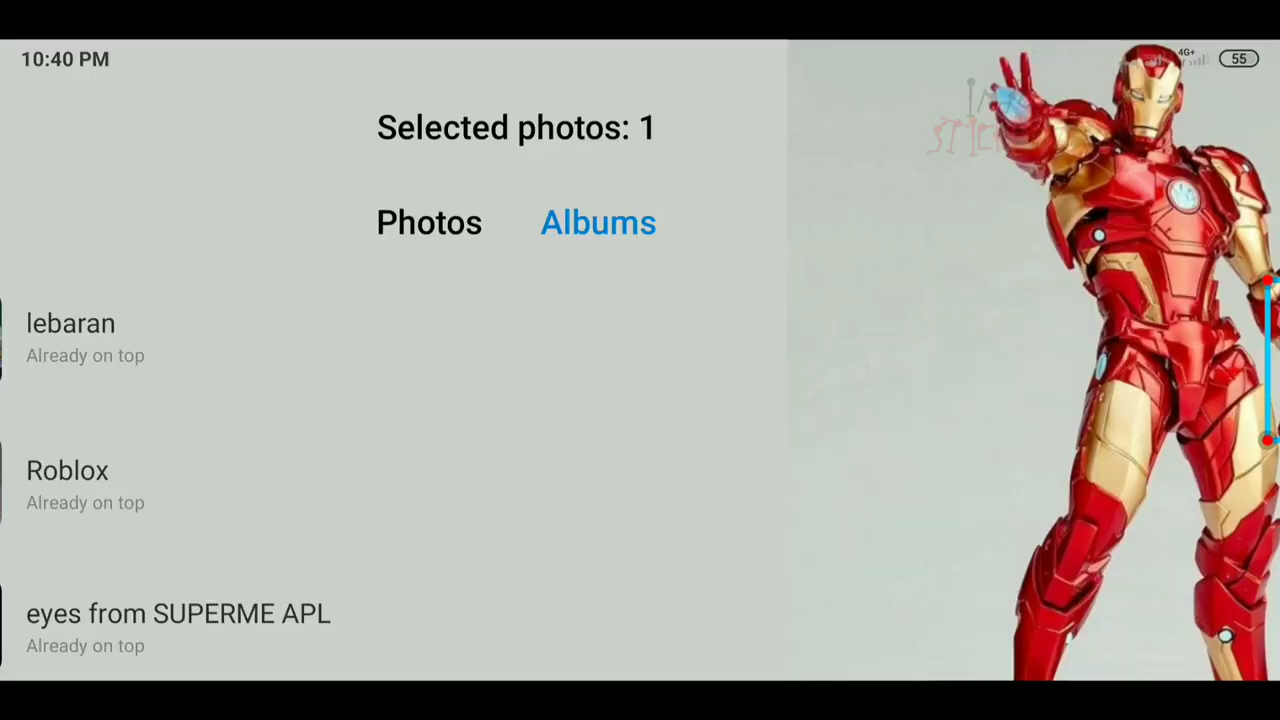 10:40 PM
4G+
55
Selected photos: 1
Photos Albums
lebaran
Already on top
Roblox
Already on top
eyes from SUPERME APL
Already on top